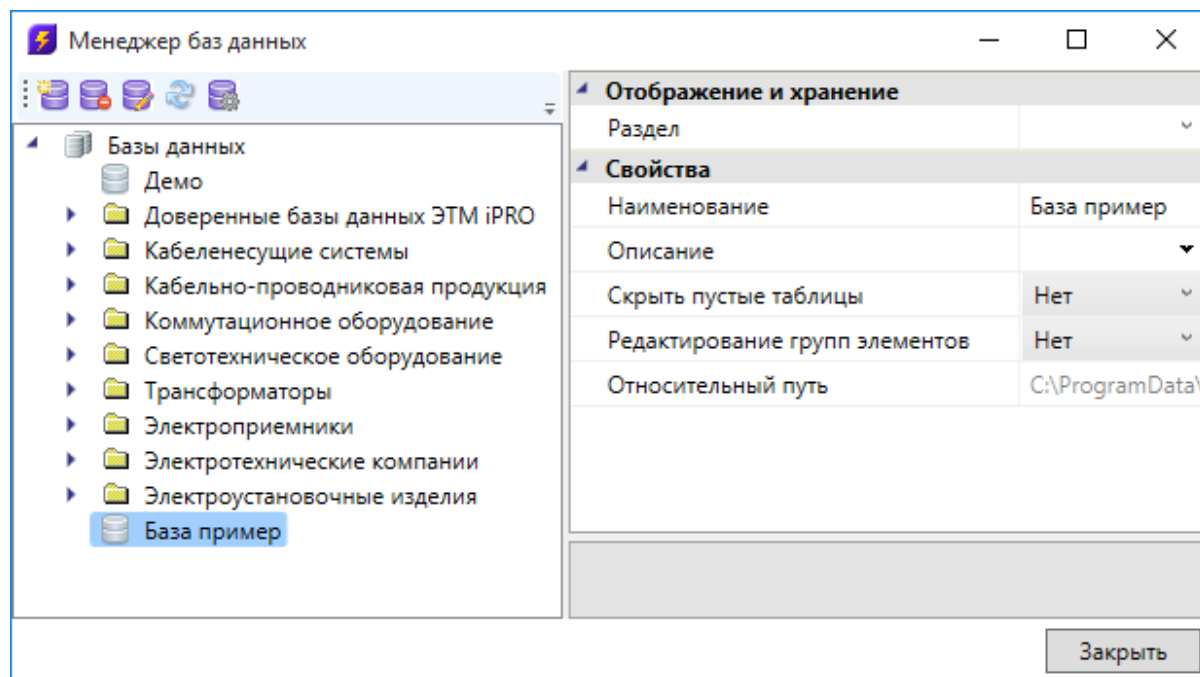 Менеджер баз данных
Базы данных
Демо
Доверенные базы данных ЭТМ iPRO
Кабеленесущие системы
Кабельно-проводниковая продукция
Коммутационное оборудование
Светотехническое оборудование
Трансформаторы
Электроприемники
Электротехнические компании
Электроустановочные изделия
База пример
Отображение и хранение
Раздел
Свойства
Наименование База пример
Описание
Скрыть пустые таблицы Нет
Редактирование групп элементов Нет
Относительный путь C:\ProgramData\
Закрыть